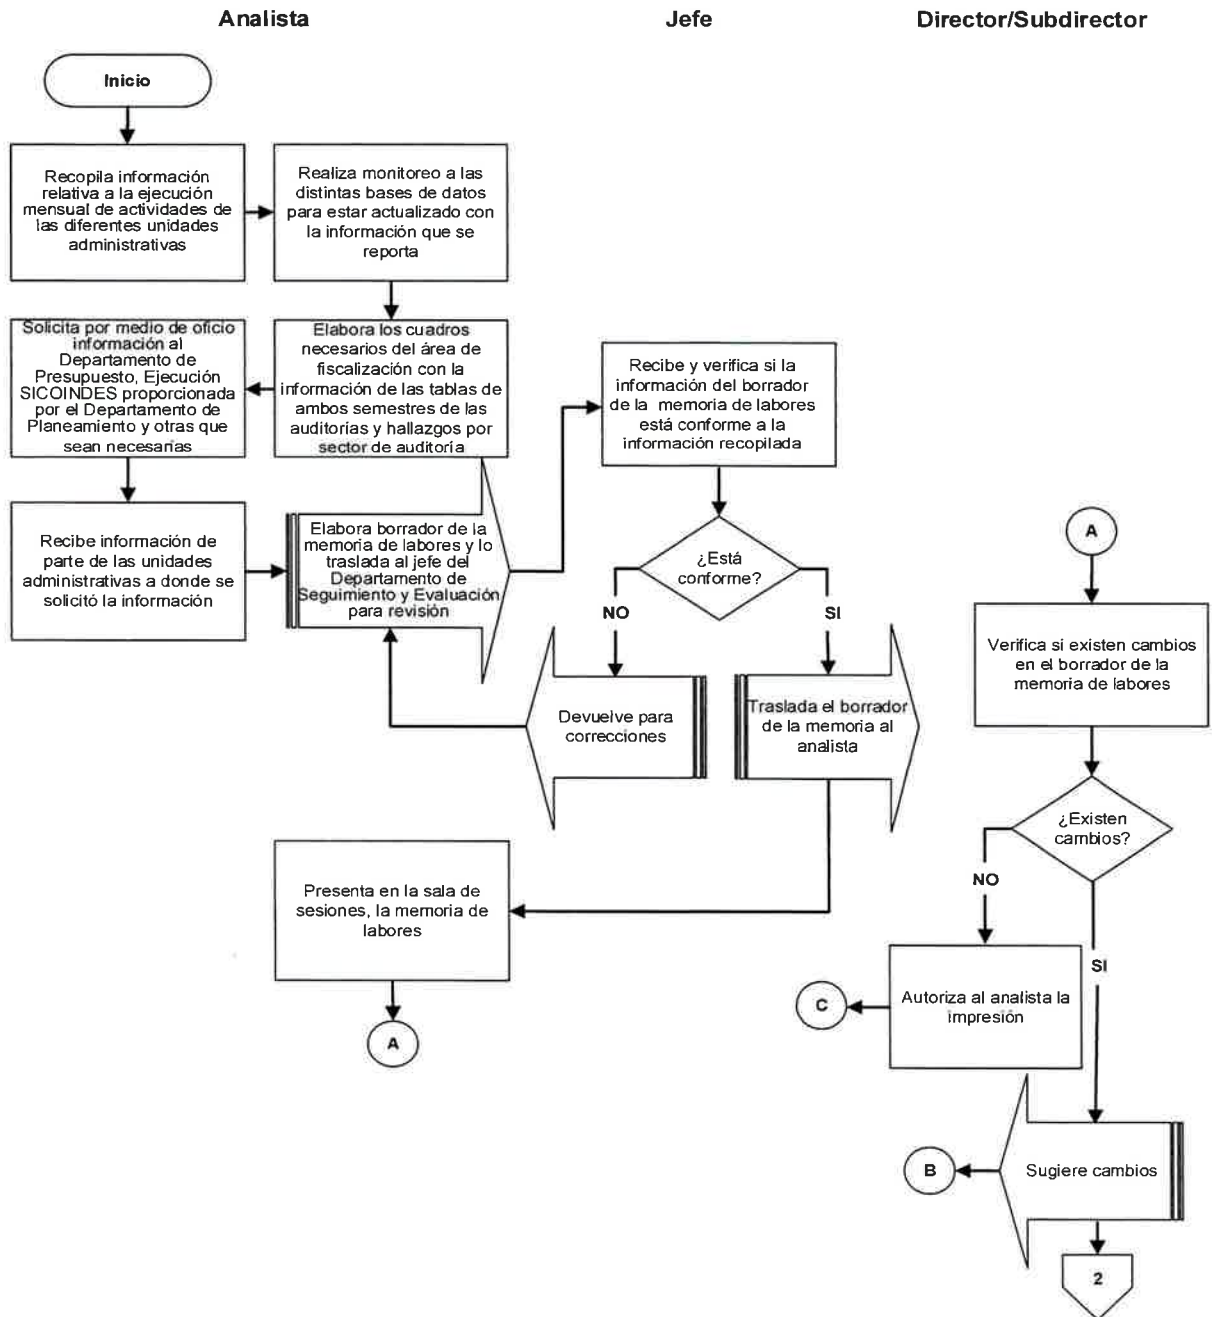 Analista
Jefe
Director/Subdirector
Inicio
Recopila información
relativa a la ejecución
mensual de actividades de
las diferentes unidades
administrativas
Realiza monitoreo a las
distintas bases de datos
para estar actualizado con
la información que se
reporta
Elabora los cuadros
necesarios del área de
fiscalización con la
información de las tablas de
ambos semestres de las
auditorías y hallazgos por
sector de auditoría
Solicita por medio de oficio
información al
Departamento de
Presupuesto, Ejecución
SICOINDES proporcionada
por el Departamento de
Planeamiento y otras que
sean necesarias
Recibe información de
parte de las unidades
administrativas a donde se
solicitó la información
Elabora borrador de la
memoria de labores y lo
traslada al jefe del
Departamento de
Seguimiento y Evaluación
para revisión
Recibe y verifica si la
información del borrador
de la memoria de labores
está conforme a la
información recopilada
¿Está
conforme?
NO
SI
Devuelve para
correcciones
Traslada el borrador
de la memoria al
analista
Presenta en la sala de
sesiones, la memoria de
labores
A
A
Verifica si existen cambios
en el borrador de la
memoria de labores
¿Existen
cambios?
NO
SI
Autoriza al analista la
impresión
C
Sugiere cambios
B
2